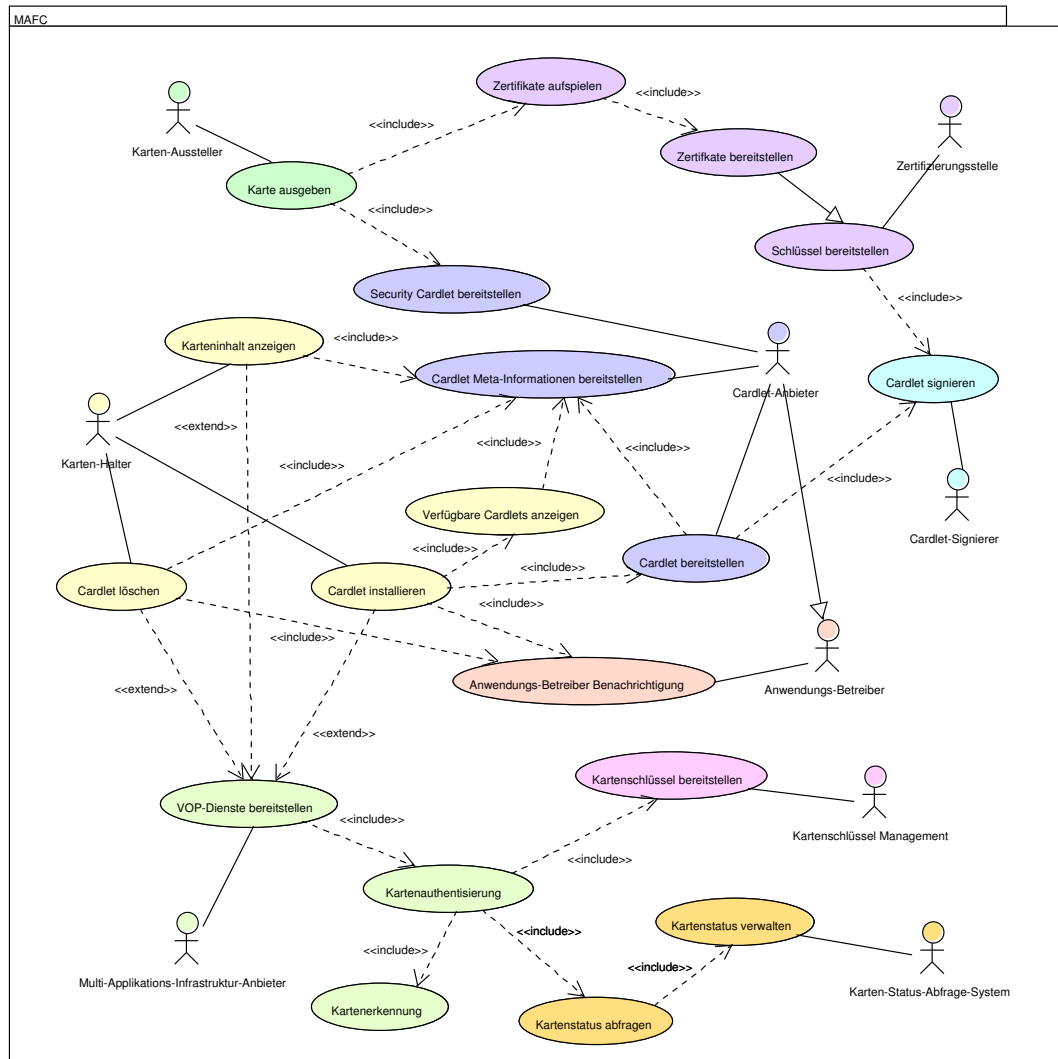 MAFC
Zertifikate aufspielen
<<include>>
<<include>>
Karten-Aussteller
Zertifkate bereitstellen
Zertifizierungsstelle
Karte ausgeben
<<include>>
Schlüssel bereitstellen
Security Cardlet bereitstellen
<<include>>
Karteninhalt anzeigen
<<include>>
Cardlet Meta-Informationen bereitstellen
Cardlet-Anbieter
Cardlet signieren
<<extend>>
Karten-Halter
<<include>>
<<include>>
<<include>>
<<include>>
Verfügbare Cardlets anzeigen
Cardlet-Signierer
<<include>>
Cardlet bereitstellen
<<include>>
Cardlet löschen
Cardlet installieren
<<include>>
<<include>>
Anwendungs-Betreiber Benachrichtigung
Anwendungs-Betreiber
<<extend>>
<<extend>>
Kartenschlüssel bereitstellen
VOP-Dienste bereitstellen
<<include>>
Kartenschlüssel Management
<<include>>
Kartenauthentisierung
Kartenstatus verwalten
<<include>>
<<include>>
<<include>>
Multi-Applikations-Infrastruktur-Anbieter
Karten-Status-Abfrage-System
Kartenerkennung
Kartenstatus abfragen